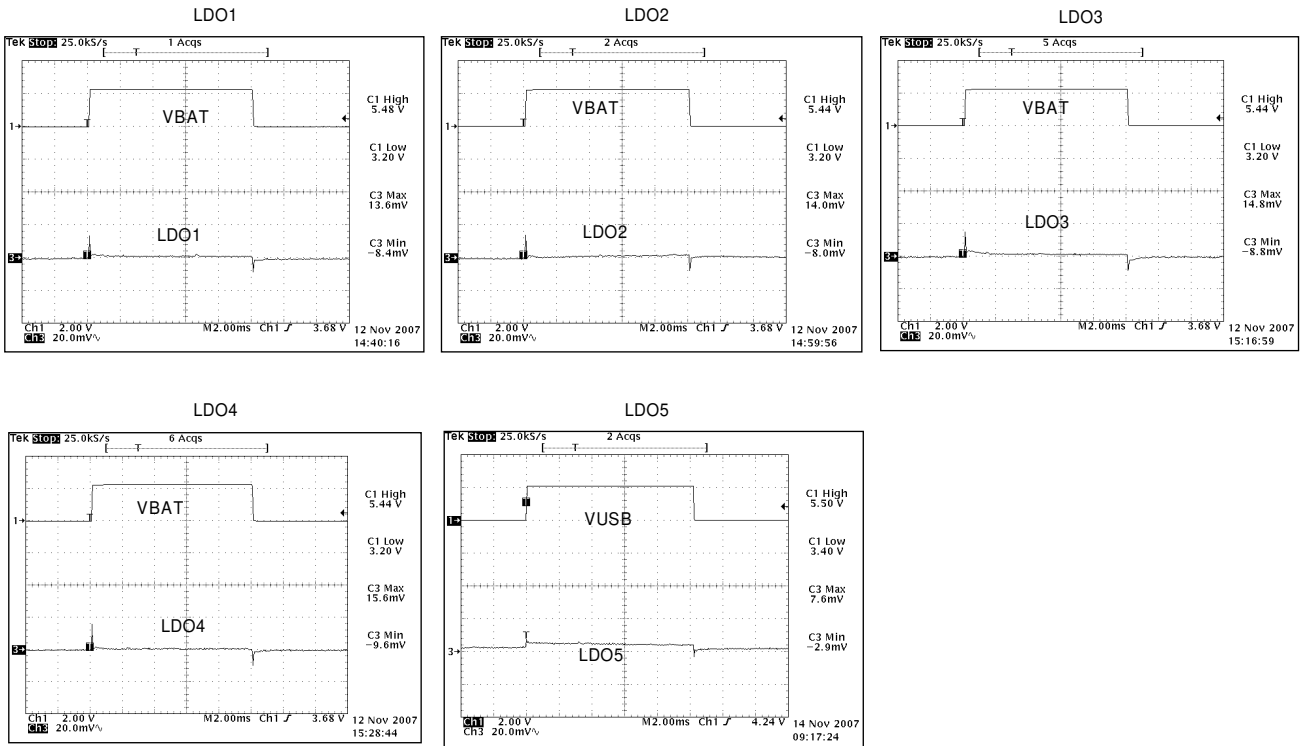 LDO1
Tek Stop: 25.0kS/s 1 Acqs
T
C1 High
5.48 V
VBAT
1→
C1 Low
3.20 V
C3 Max
13.6mV
LDO1
C3 Min
−8.4mV
T
3→
Ch1 2.00 V M2.00ms Ch1 ƒ 3.68 V 12 Nov 2007
Ch3 20.0mV∿
14:40:16
LDO2
Tek Stop: 25.0kS/s 2 Acqs
T
C1 High
5.44 V
VBAT
1→
C1 Low
3.20 V
C3 Max
14.0mV
LDO2
C3 Min
−8.0mV
T
3→
Ch1 2.00 V M2.00ms Ch1 ƒ 3.68 V 12 Nov 2007
Ch3 20.0mV∿
14:59:56
LDO3
Tek Stop: 25.0kS/s 5 Acqs
T
C1 High
5.44 V
VBAT
1→
C1 Low
3.20 V
C3 Max
14.8mV
LDO3
C3 Min
−8.8mV
T
3→
Ch1 2.00 V M2.00ms Ch1 ƒ 3.68 V 12 Nov 2007
Ch3 20.0mV∿
15:16:59
LDO4
Tek Stop: 25.0kS/s 6 Acqs
T
C1 High
5.44 V
VBAT
1→
C1 Low
3.20 V
C3 Max
15.6mV
LDO4
C3 Min
−9.6mV
T
3→
Ch1 2.00 V M2.00ms Ch1 ƒ 3.68 V 12 Nov 2007
Ch3 20.0mV∿
15:28:44
LDO5
Tek Stop: 25.0kS/s 2 Acqs
T
C1 High
5.50 V
T
VUSB
1→
C1 Low
3.40 V
C3 Max
7.6mV
C3 Min
−2.9mV
T
LDO5
3→
Ch1 2.00 V M2.00ms Ch1 ƒ 4.24 V 14 Nov 2007
Ch3 20.0mV∿
09:17:24